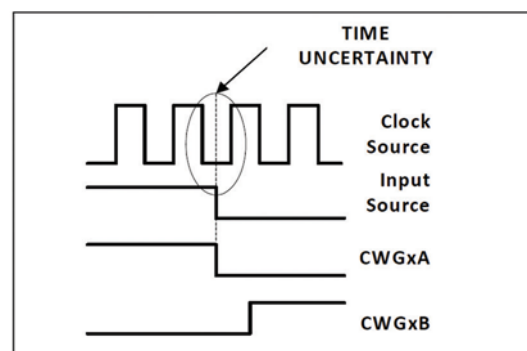 TIME
UNCERTAINTY
Clock
Source
Input
Source
CWGxA
CWGxB